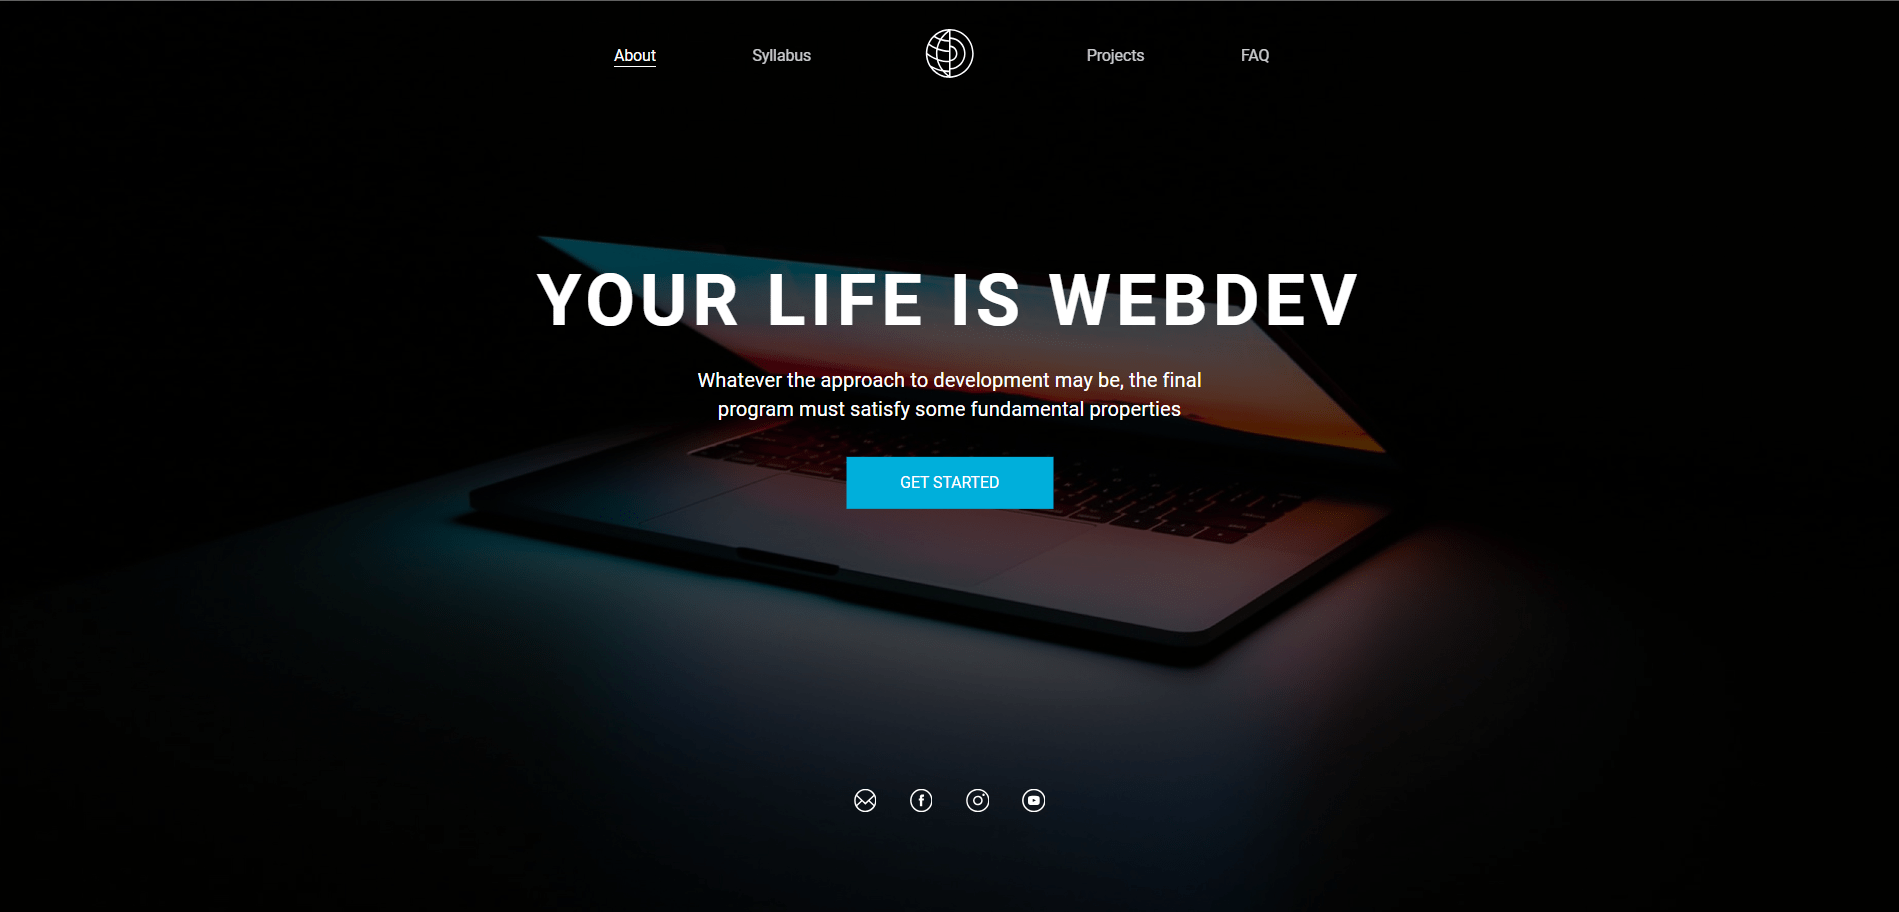 About
Syllabus
Projects
FAQ
YOUR LIFE IS WEBDEV
Whatever the approach to development may be, the final
program must satisfy some fundamental properties
GET STARTED